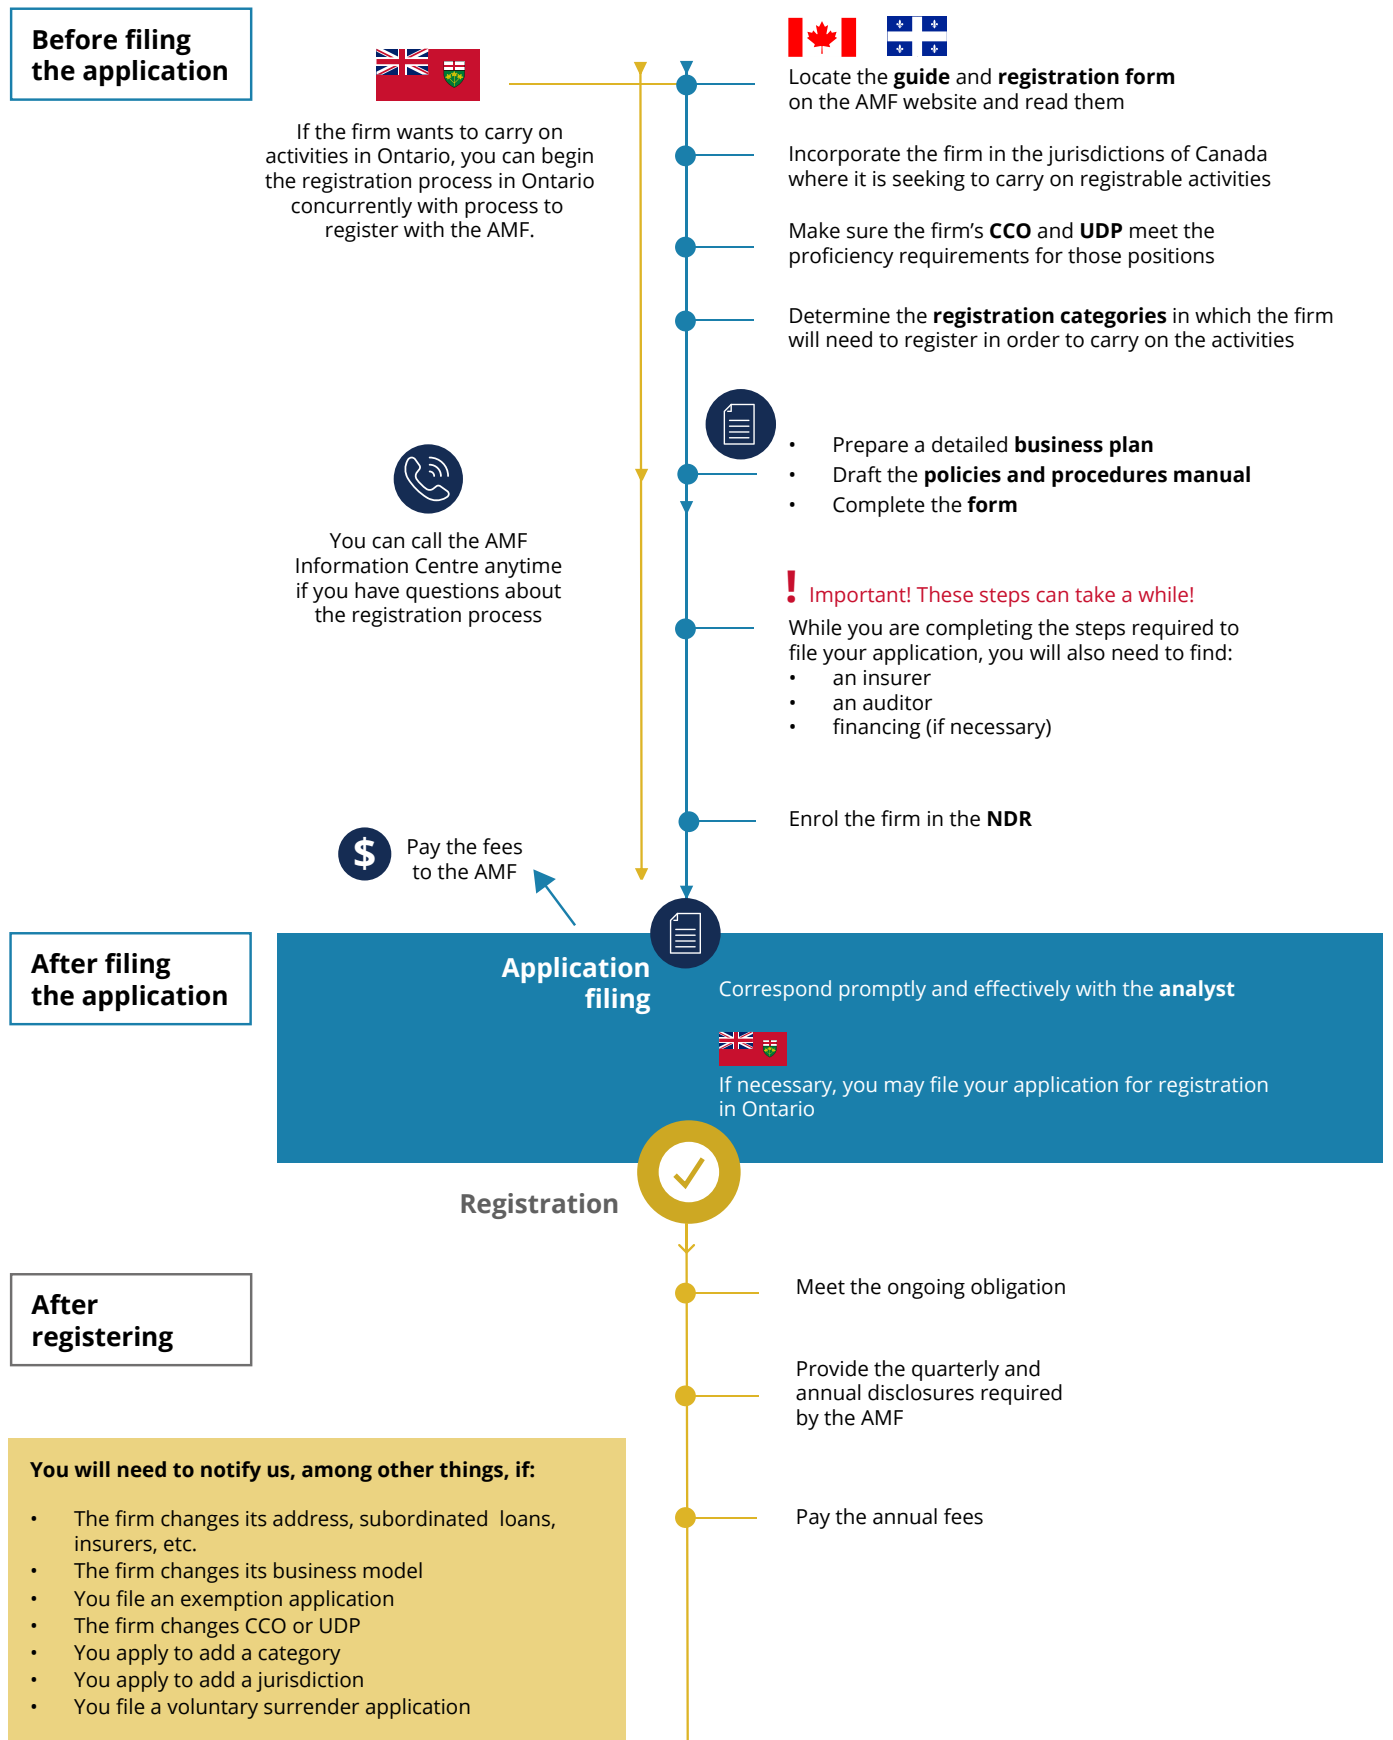 Before filing
the application
If the firm wants to carry on
activities in Ontario, you can begin
the registration process in Ontario
concurrently with process to
register with the AMF.
Locate the guide and registration form
on the AMF website and read them
Incorporate the firm in the jurisdictions of Canada
where it is seeking to carry on registrable activities
Make sure the firm’s CCO and UDP meet the
proficiency requirements for those positions
Determine the registration categories in which the firm
will need to register in order to carry on the activities
• Prepare a detailed business plan
• Draft the policies and procedures manual
• Complete the form
You can call the AMF
Information Centre anytime
if you have questions about
the registration process
! Important! These steps can take a while!
While you are completing the steps required to
file your application, you will also need to find:
• an insurer
• an auditor
• financing (if necessary)
Enrol the firm in the NDR
$ Pay the fees
to the AMF
After filing
the application
Application
filing
Correspond promptly and effectively with the analyst
If necessary, you may file your application for registration
in Ontario
Registration
After
registering
Meet the ongoing obligation
Provide the quarterly and
annual disclosures required
by the AMF
Pay the annual fees
You will need to notify us, among other things, if:
• The firm changes its address, subordinated loans,
insurers, etc.
• The firm changes its business model
• You file an exemption application
• The firm changes CCO or UDP
• You apply to add a category
• You apply to add a jurisdiction
• You file a voluntary surrender application